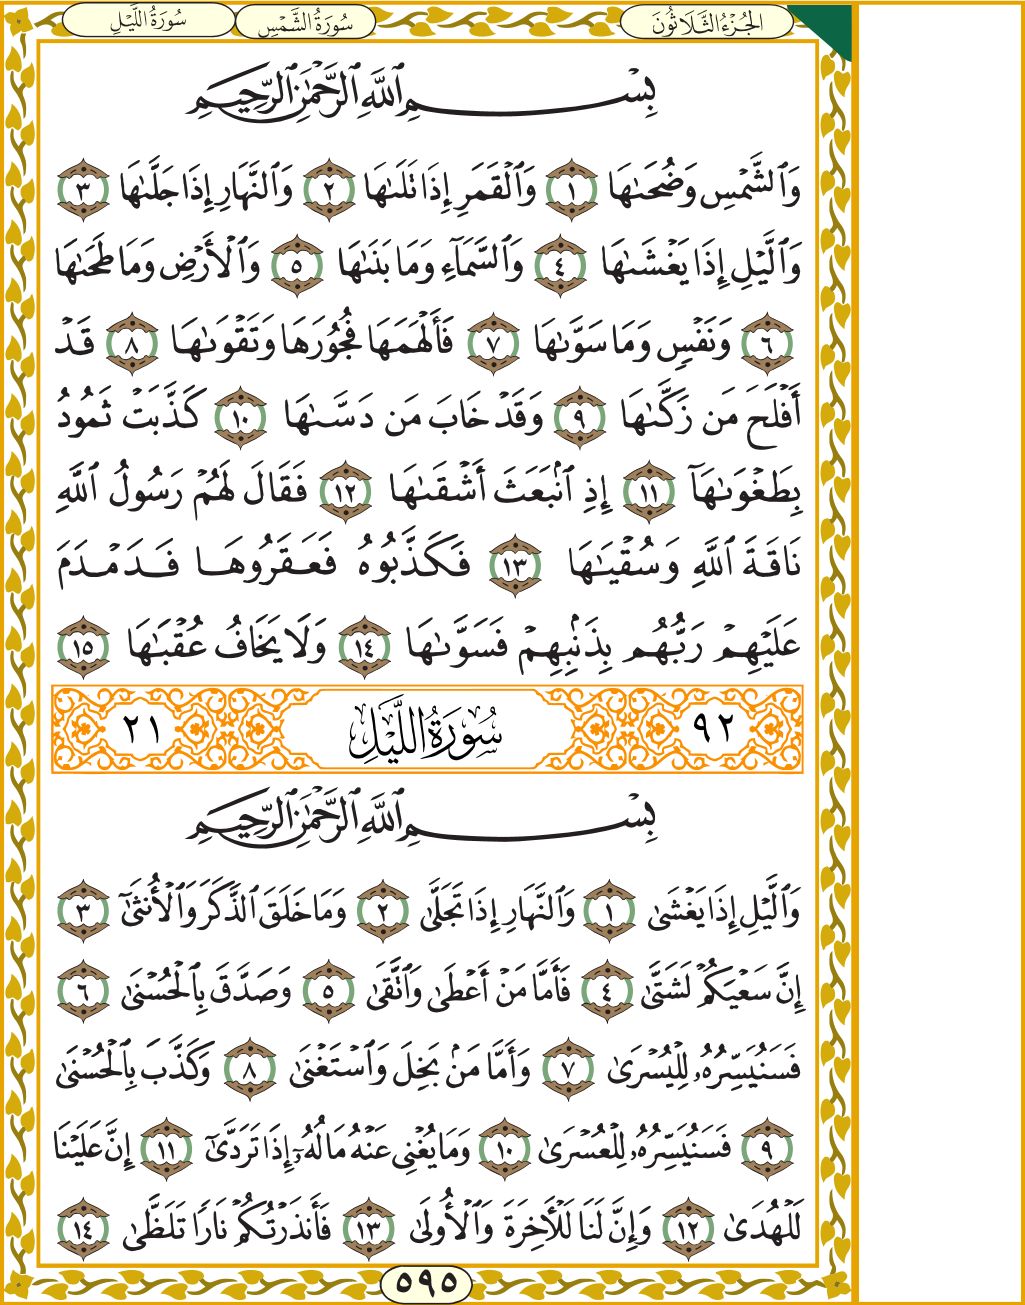 الجُزْءُ الثَّلَاثُونَ
سُورَةُ الشَّمْسِ
سُورَةُ اللَّيْلِ
بِسْمِ ٱللَّهِ ٱلرَّحْمَٰنِ ٱلرَّحِيمِ
وَٱلشَّمْسِ وَضُحَىٰهَا ١ وَٱلْقَمَرِ إِذَا تَلَىٰهَا ٢ وَٱلنَّهَارِ إِذَا جَلَّىٰهَا ٣
وَٱلَّيْلِ إِذَا يَغْشَىٰهَا ٤ وَٱلسَّمَآءِ وَمَا بَنَىٰهَا ٥ وَٱلْأَرْضِ وَمَا طَحَىٰهَا
٦ وَنَفْسٍ وَمَا سَوَّىٰهَا ٧ فَأَلْهَمَهَا فُجُورَهَا وَتَقْوَىٰهَا ٨ قَدْ
أَفْلَحَ مَن زَكَّىٰهَا ٩ وَقَدْ خَابَ مَن دَسَّىٰهَا ١٠ كَذَّبَتْ ثَمُودُ
بِطَغْوَىٰهَآ ١١ إِذِ ٱنۢبَعَثَ أَشْقَىٰهَا ١٢ فَقَالَ لَهُمْ رَسُولُ ٱللَّهِ
نَاقَةَ ٱللَّهِ وَسُقْيَٰهَا ١٣ فَكَذَّبُوهُ فَعَقَرُوهَا فَدَمْدَمَ
عَلَيْهِمْ رَبُّهُم بِذَنۢبِهِمْ فَسَوَّىٰهَا ١٤ وَلَا يَخَافُ عُقْبَٰهَا ١٥
٩٢ سُورَةُ اللَّيْلِ ٢١
بِسْمِ ٱللَّهِ ٱلرَّحْمَٰنِ ٱلرَّحِيمِ
وَٱلَّيْلِ إِذَا يَغْشَىٰ ١ وَٱلنَّهَارِ إِذَا تَجَلَّىٰ ٢ وَمَا خَلَقَ ٱلذَّكَرَ وَٱلْأُنثَىٰٓ ٣
إِنَّ سَعْيَكُمْ لَشَتَّىٰ ٤ فَأَمَّا مَنْ أَعْطَىٰ وَٱتَّقَىٰ ٥ وَصَدَّقَ بِٱلْحُسْنَىٰ ٦
فَسَنُيَسِّرُهُۥ لِلْيُسْرَىٰ ٧ وَأَمَّا مَنۢ بَخِلَ وَٱسْتَغْنَىٰ ٨ وَكَذَّبَ بِٱلْحُسْنَىٰ
٩ فَسَنُيَسِّرُهُۥ لِلْعُسْرَىٰ ١٠ وَمَا يُغْنِى عَنْهُ مَالُهُۥٓ إِذَا تَرَدَّىٰٓ ١١ إِنَّ عَلَيْنَا
لَلْهُدَىٰ ١٢ وَإِنَّ لَنَا لَلْأَخِرَةَ وَٱلْأُولَىٰ ١٣ فَأَنذَرْتُكُمْ نَارًا تَلَظَّىٰ ١٤
٥٩٥